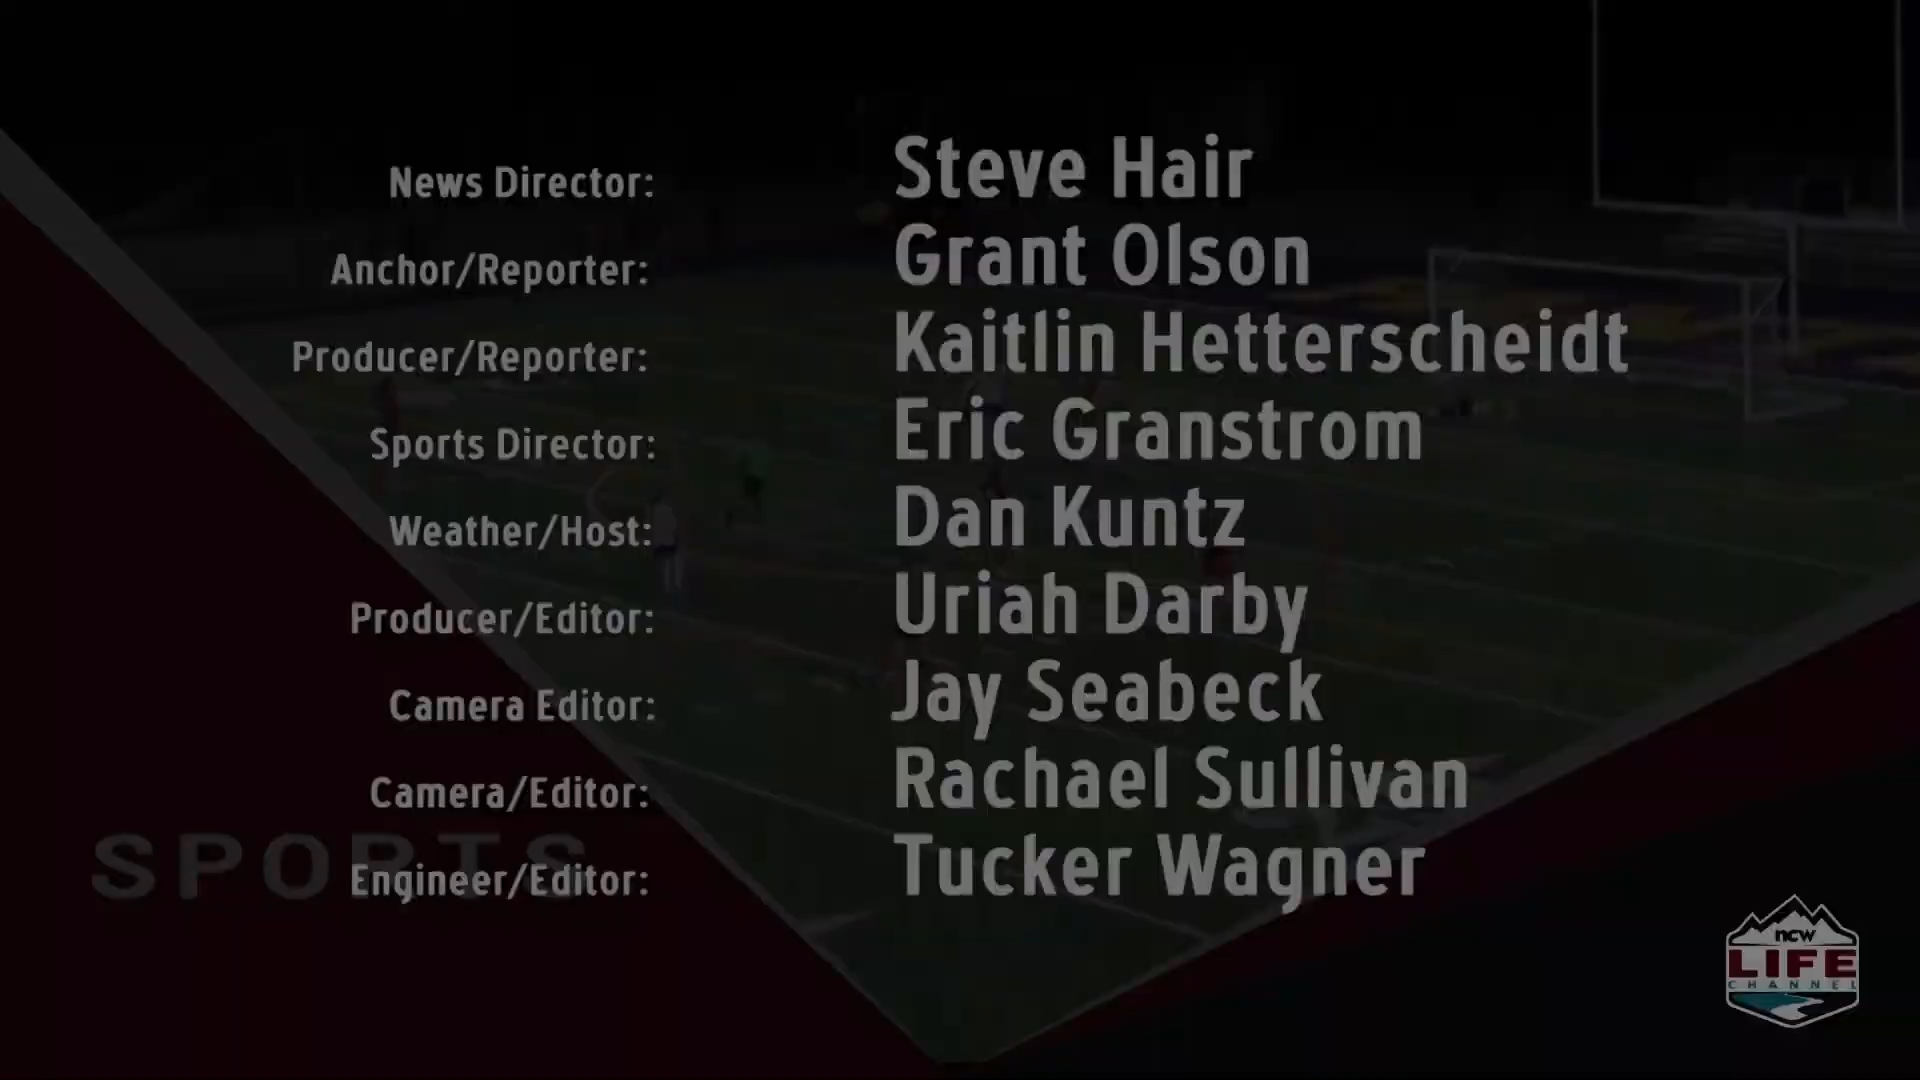 News Director: Steve Hair
Anchor/Reporter: Grant Olson
Producer/Reporter: Kaitlin Hetterscheidt
Sports Director: Eric Granstrom
Weather/Host: Dan Kuntz
Producer/Editor: Uriah Darby
Camera Editor: Jay Seabeck
Camera/Editor: Rachael Sullivan
Engineer/Editor: Tucker Wagner
SPORTS
ncw
LIFE
CHANNEL